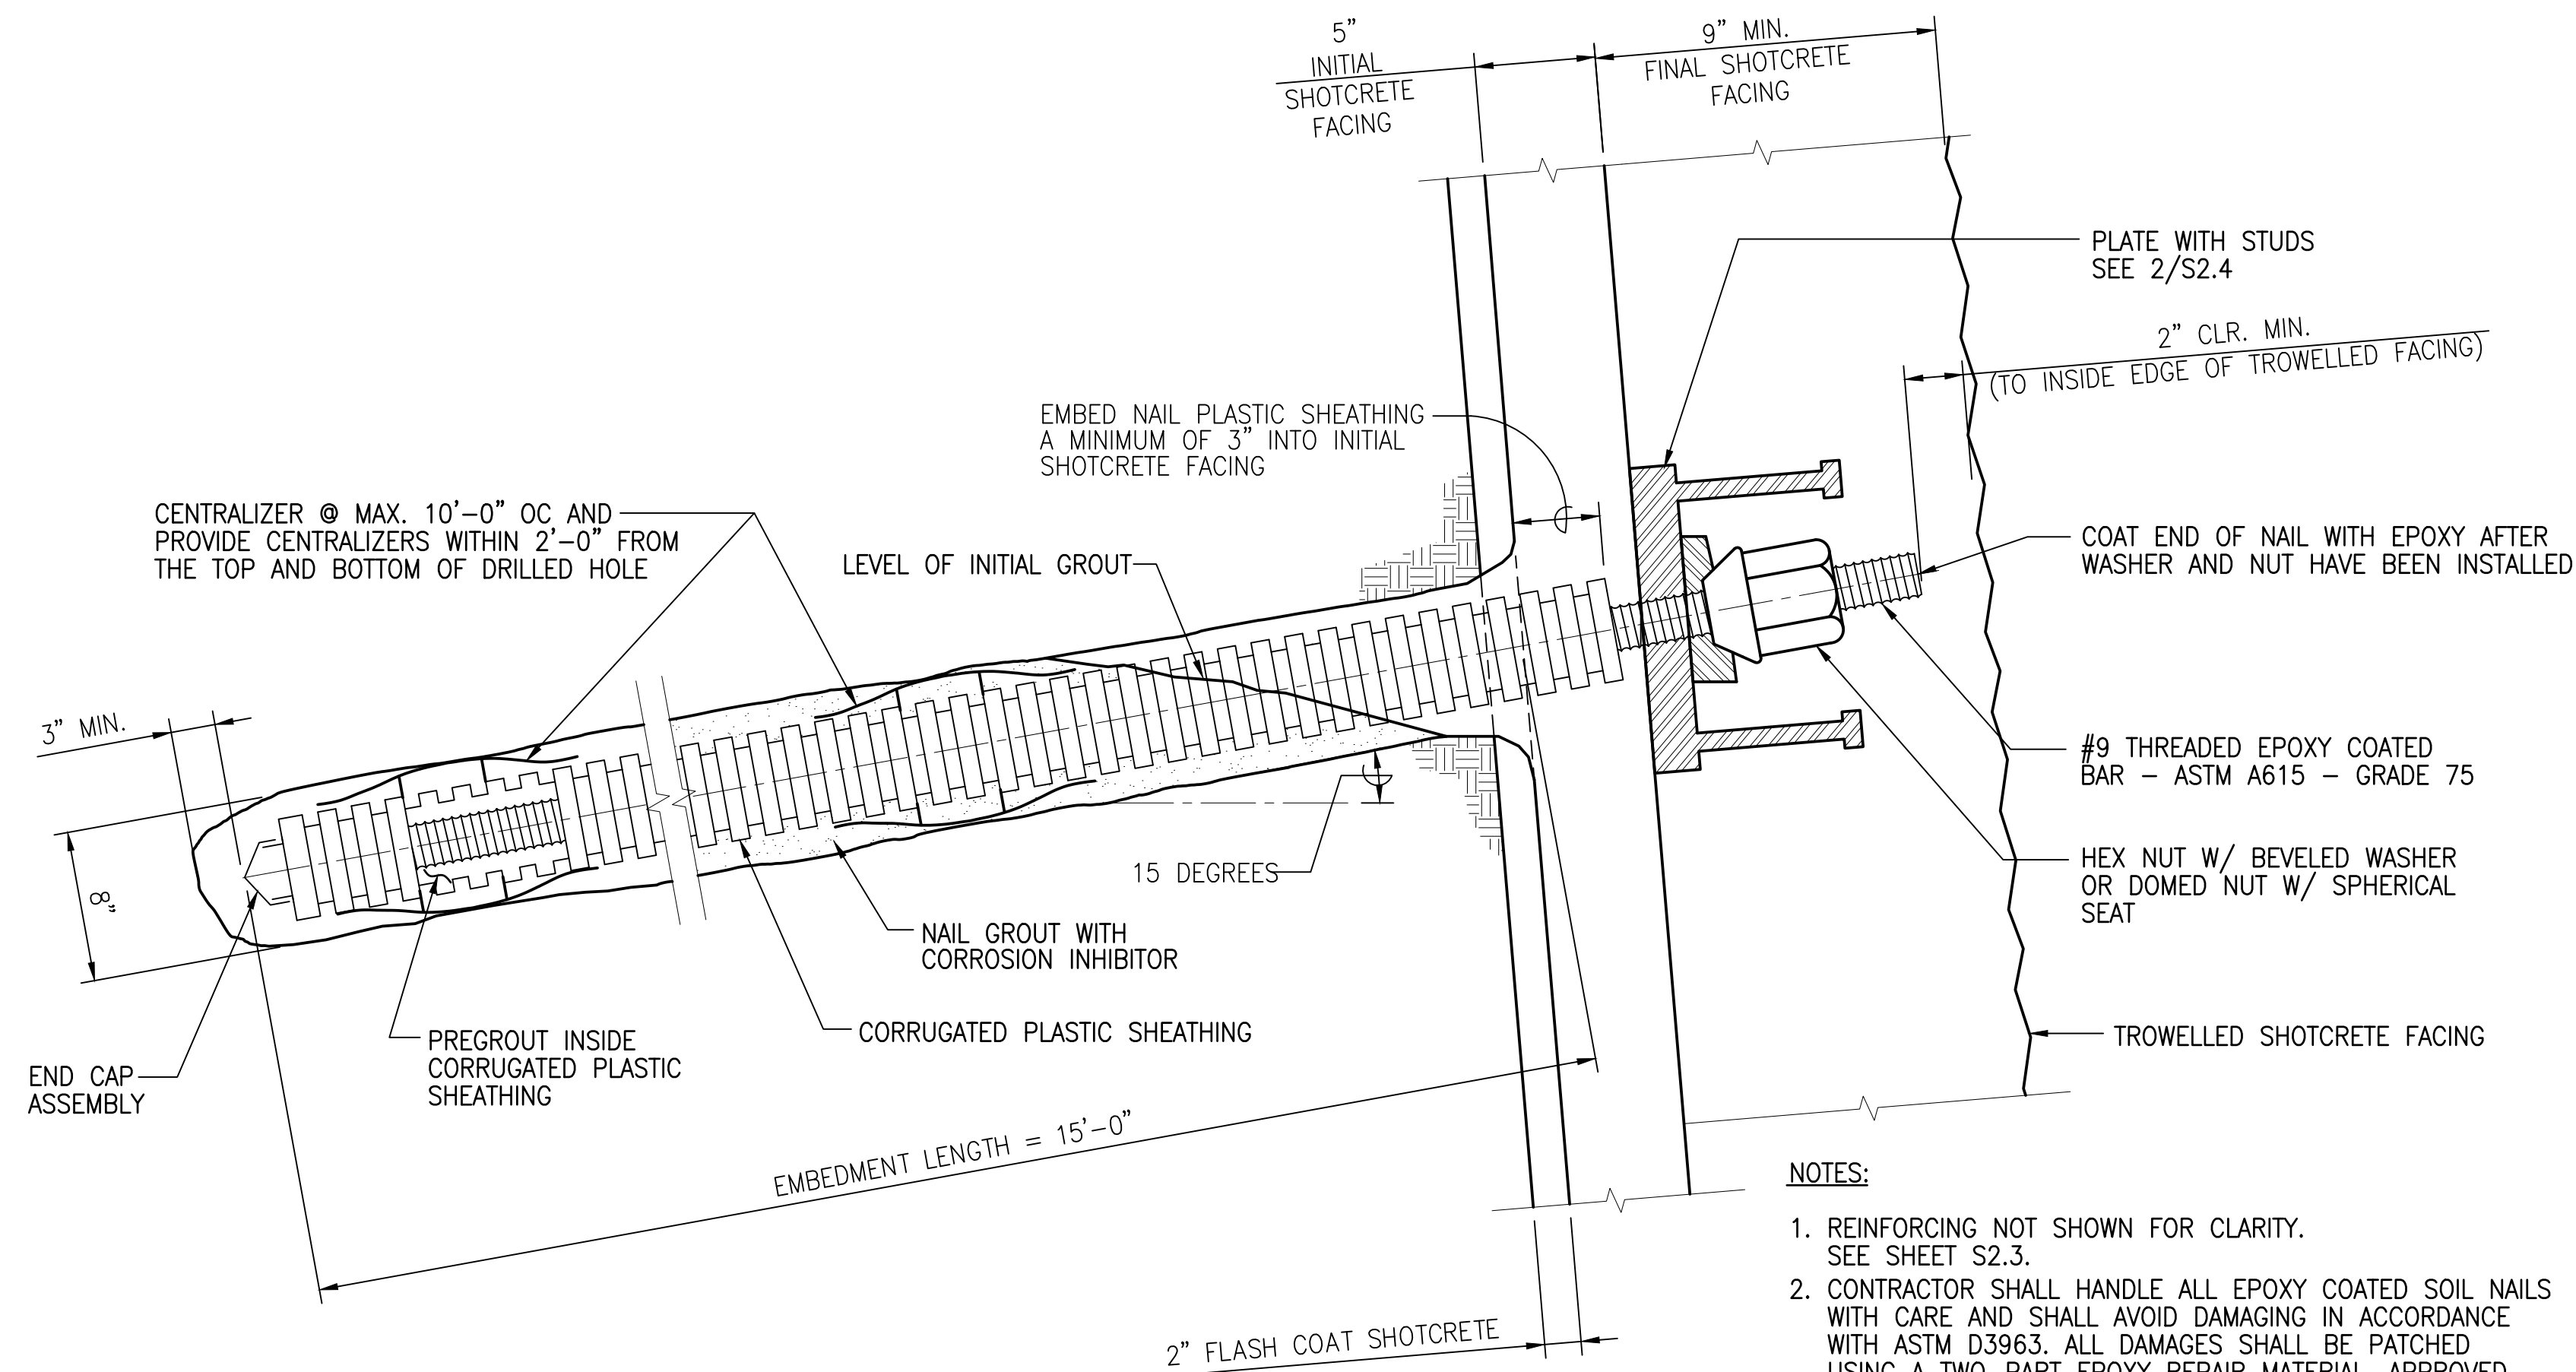 5"
INITIAL
SHOTCRETE
FACING
9" MIN.
FINAL SHOTCRETE
FACING
PLATE WITH STUDS
SEE 2/S2.4
2" CLR. MIN.
(TO INSIDE EDGE OF TROWELLED FACING)
EMBED NAIL PLASTIC SHEATHING
A MINIMUM OF 3" INTO INITIAL
SHOTCRETE FACING
CENTRALIZER @ MAX. 10'-0" OC AND
PROVIDE CENTRALIZERS WITHIN 2'-0" FROM
THE TOP AND BOTTOM OF DRILLED HOLE
LEVEL OF INITIAL GROUT
COAT END OF NAIL WITH EPOXY AFTER
WASHER AND NUT HAVE BEEN INSTALLED
3" MIN.
8"
#9 THREADED EPOXY COATED
BAR - ASTM A615 - GRADE 75
15 DEGREES
HEX NUT W/ BEVELED WASHER
OR DOMED NUT W/ SPHERICAL
SEAT
NAIL GROUT WITH
CORROSION INHIBITOR
CORRUGATED PLASTIC SHEATHING
TROWELLED SHOTCRETE FACING
PREGROUT INSIDE
CORRUGATED PLASTIC
SHEATHING
END CAP
ASSEMBLY
EMBEDMENT LENGTH = 15'-0"
NOTES:
1. REINFORCING NOT SHOWN FOR CLARITY.
SEE SHEET S2.3.
2. CONTRACTOR SHALL HANDLE ALL EPOXY COATED SOIL NAILS
WITH CARE AND SHALL AVOID DAMAGING IN ACCORDANCE
WITH ASTM D3963. ALL DAMAGES SHALL BE PATCHED
USING A TWO PART EPOXY REPAIR MATERIAL APPROVED
2" FLASH COAT SHOTCRETE